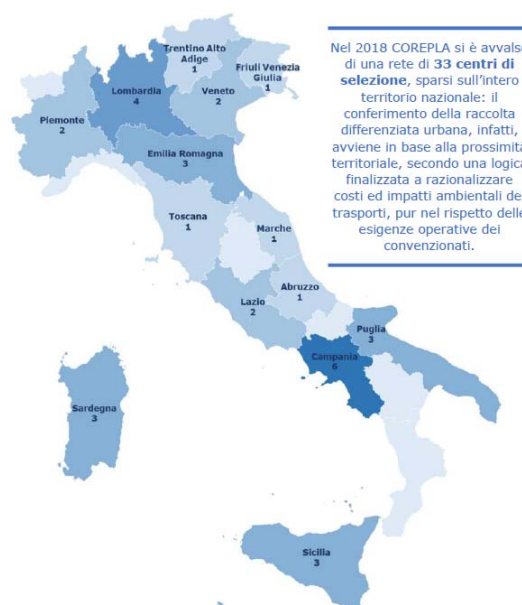 Trentino Alto
Adige
1
Friuli Venezia
Giulia
1
Lombardia
4
Veneto
2
Piemonte
2
Emilia Romagna
3
Toscana
1
Marche
1
Abruzzo
1
Lazio
2
Puglia
3
Campania
6
Sardegna
3
Sicilia
3
Nel 2018 COREPLA si è avvalso
di una rete di 33 centri di
selezione, sparsi sull'intero
territorio nazionale: il
conferimento della raccolta
differenziata urbana, infatti,
avviene in base alla prossimità
territoriale, secondo una logica
finalizzata a razionalizzare
costi ed impatti ambientali dei
trasporti, pur nel rispetto delle
esigenze operative dei
convenzionati.